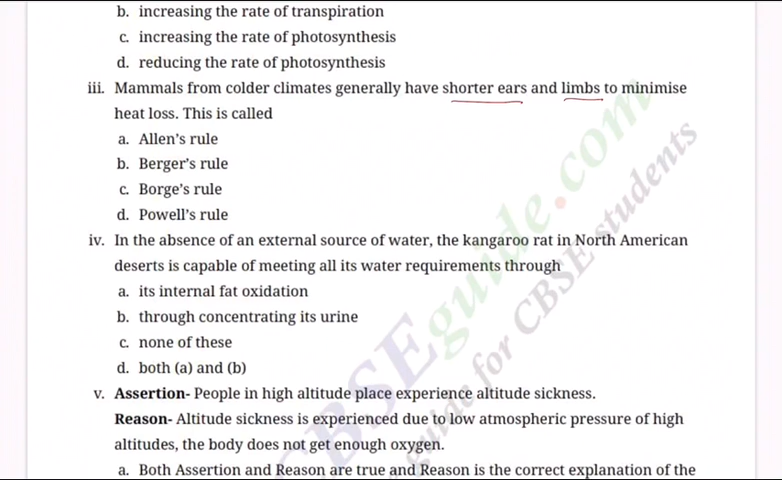 b. increasing the rate of transpiration
c. increasing the rate of photosynthesis
d. reducing the rate of photosynthesis
iii. Mammals from colder climates generally have shorter ears and limbs to minimise
heat loss. This is called
a. Allen's rule
b. Berger's rule
c. Borge's rule
d. Powell's rule
iv. In the absence of an external source of water, the kangaroo rat in North American
deserts is capable of meeting all its water requirements through
a. its internal fat oxidation
b. through concentrating its urine
c. none of these
d. both (a) and (b)
v. Assertion- People in high altitude place experience altitude sickness.
Reason- Altitude sickness is experienced due to low atmospheric pressure of high
altitudes, the body does not get enough oxygen.
a. Both Assertion and Reason are true and Reason is the correct explanation of the
CBSEguide.com
guide for CBSE students